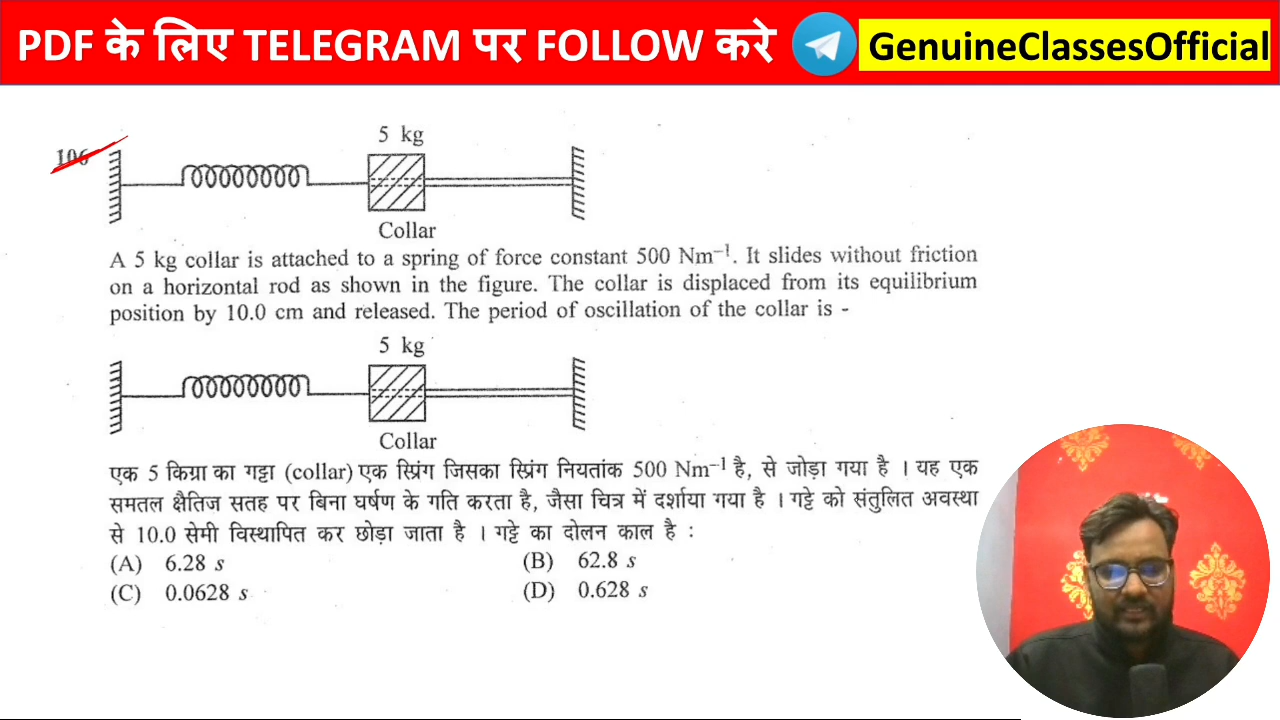 PDF के लिए TELEGRAM पर FOLLOW करे GenuineClassesOfficial
106
5 kg
Collar
A 5 kg collar is attached to a spring of force constant 500 Nm⁻¹. It slides without friction
on a horizontal rod as shown in the figure. The collar is displaced from its equilibrium
position by 10.0 cm and released. The period of oscillation of the collar is -
5 kg
Collar
एक 5 किग्रा का गट्टा (collar) एक स्प्रिंग जिसका स्प्रिंग नियतांक 500 Nm⁻¹ है, से जोड़ा गया है । यह एक
समतल क्षैतिज सतह पर बिना घर्षण के गति करता है, जैसा चित्र में दर्शाया गया है । गट्टे को संतुलित अवस्था
से 10.0 सेमी विस्थापित कर छोड़ा जाता है । गट्टे का दोलन काल है :
(A) 6.28 s (B) 62.8 s
(C) 0.0628 s (D) 0.628 s